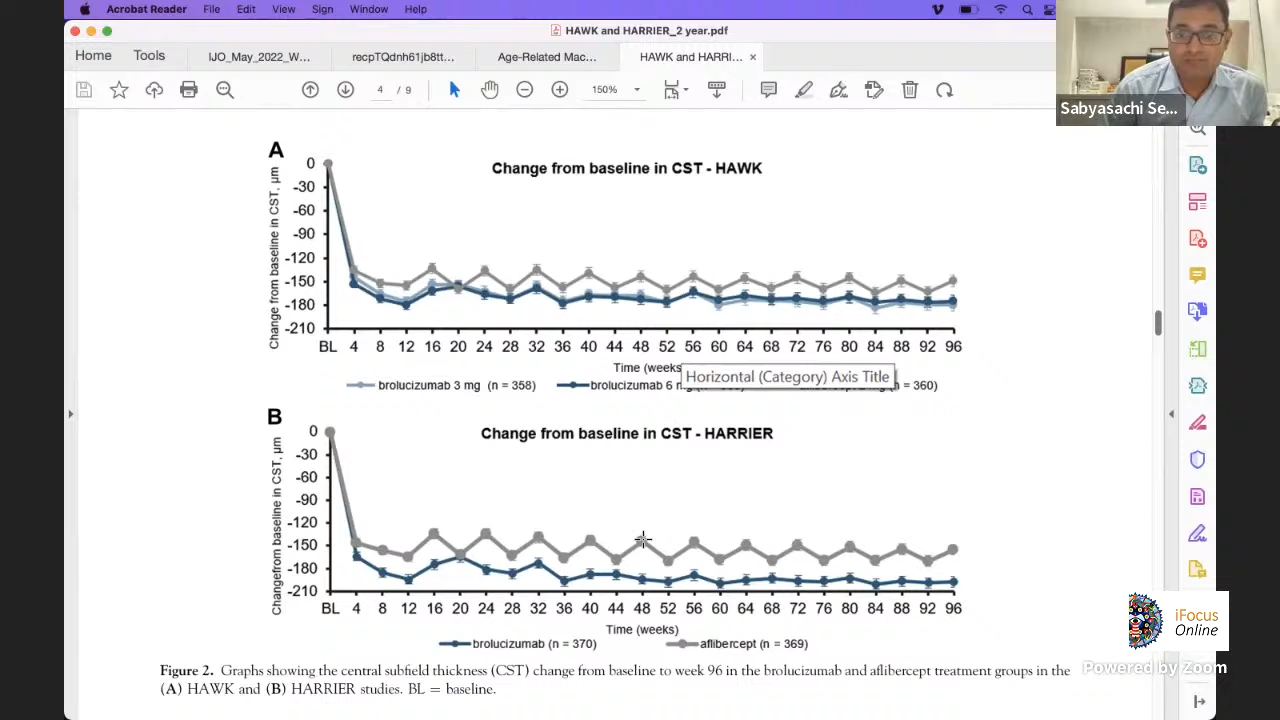 Acrobat Reader File Edit View Sign Window Help
HAWK and HARRIER_2 year.pdf
Home Tools IJO_May_2022_W... recpTQdnh61jb8tt... Age-Related Mac... HAWK and HARRI... ×
4 / 9 150%
Sabyasachi Se...
A
Change from baseline in CST - HAWK
Change from baseline in CST, µm
0
-30
-60
-90
-120
-150
-180
-210
BL 4 8 12 16 20 24 28 32 36 40 44 48 52 56 60 64 68 72 76 80 84 88 92 96
Time (weeks
Horizontal (Category) Axis Title
brolucizumab 3 mg (n = 358) brolucizumab 6 n = 360)
B
Change from baseline in CST - HARRIER
Changefrom baseline in CST, µm
0
-30
-60
-90
-120
-150
-180
-210
BL 4 8 12 16 20 24 28 32 36 40 44 48 52 56 60 64 68 72 76 80 84 88 92 96
Time (weeks)
brolucizumab (n = 370) aflibercept (n = 369)
Figure 2. Graphs showing the central subfield thickness (CST) change from baseline to week 96 in the brolucizumab and aflibercept treatment groups in the
(A) HAWK and (B) HARRIER studies. BL = baseline.
iFocus
Online
Powered by Zoom